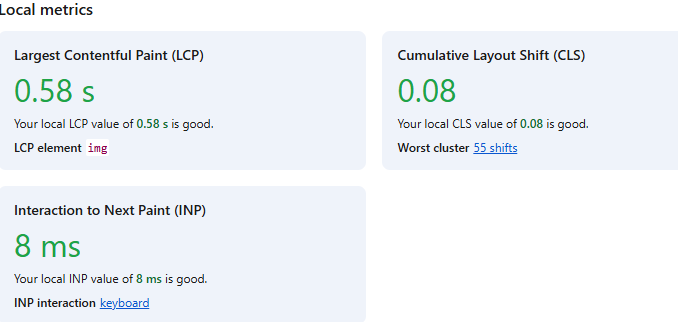 Local metrics
Largest Contentful Paint (LCP)
0.58 s
Your local LCP value of 0.58 s is good.
LCP element img
Cumulative Layout Shift (CLS)
0.08
Your local CLS value of 0.08 is good.
Worst cluster 55 shifts
Interaction to Next Paint (INP)
8 ms
Your local INP value of 8 ms is good.
INP interaction keyboard